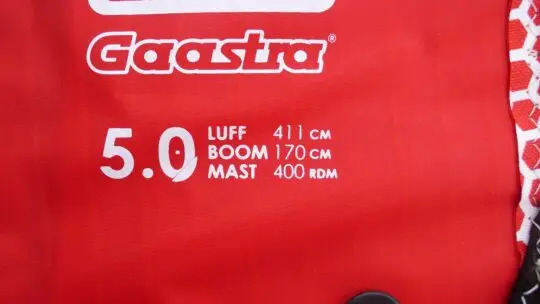 Gaastra®
5.0
LUFF 411 CM
BOOM 170 CM
MAST 400 RDM